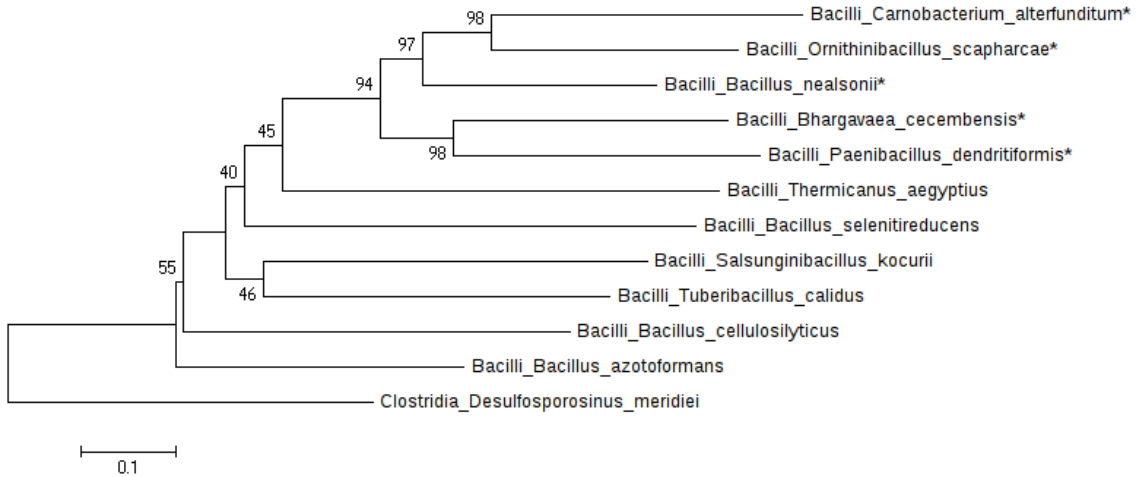 Bacilli_Carnobacterium_alterfunditum*
98
Bacilli_Ornithinibacillus_scapharcae*
97
Bacilli_Bacillus_nealsonii*
94
Bacilli_Bhargavaea_cecembensis*
45
98
Bacilli_Paenibacillus_dendritiformis*
40
Bacilli_Thermicanus_aegyptius
Bacilli_Bacillus_selenitireducens
Bacilli_Salsunginibacillus_kocurii
55
46
Bacilli_Tuberibacillus_calidus
Bacilli_Bacillus_cellulosilyticus
Bacilli_Bacillus_azotoformans
Clostridia_Desulfosporosinus_meridiei
0.1